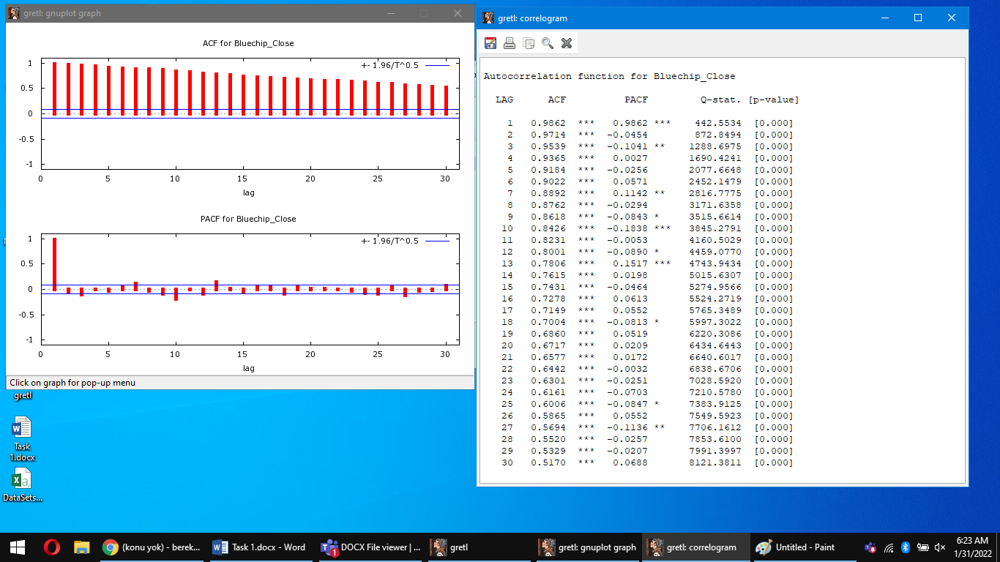 gretl: gnuplot graph
ACF for Bluechip_Close
+- 1.96/T^0.5
1
0.5
0
-0.5
-1
0 5 10 15 20 25 30
lag
PACF for Bluechip_Close
+- 1.96/T^0.5
1
0.5
0
-0.5
-1
0 5 10 15 20 25 30
lag
Click on graph for pop-up menu
gretl: correlogram
Autocorrelation function for Bluechip_Close
LAG ACF PACF Q-stat. [p-value]
1 0.9862 *** 0.9862 *** 442.5534 [0.000]
2 0.9714 *** -0.0454 872.8494 [0.000]
3 0.9539 *** -0.1041 ** 1288.6975 [0.000]
4 0.9365 *** 0.0027 1690.4241 [0.000]
5 0.9184 *** -0.0256 2077.6648 [0.000]
6 0.9022 *** 0.0571 2452.1479 [0.000]
7 0.8892 *** 0.1142 ** 2816.7775 [0.000]
8 0.8762 *** -0.0294 3171.6358 [0.000]
9 0.8618 *** -0.0843 * 3515.6614 [0.000]
10 0.8426 *** -0.1838 *** 3845.2791 [0.000]
11 0.8231 *** -0.0053 4160.5029 [0.000]
12 0.8001 *** -0.0890 * 4459.0770 [0.000]
13 0.7806 *** 0.1517 *** 4743.9434 [0.000]
14 0.7615 *** 0.0198 5015.6307 [0.000]
15 0.7431 *** -0.0464 5274.9566 [0.000]
16 0.7278 *** 0.0613 5524.2719 [0.000]
17 0.7149 *** 0.0552 5765.3489 [0.000]
18 0.7004 *** -0.0813 * 5997.3022 [0.000]
19 0.6860 *** 0.0519 6220.3086 [0.000]
20 0.6717 *** 0.0209 6434.6443 [0.000]
21 0.6577 *** 0.0172 6640.6017 [0.000]
22 0.6442 *** -0.0032 6838.6706 [0.000]
23 0.6301 *** -0.0251 7028.5920 [0.000]
24 0.6161 *** -0.0703 7210.5780 [0.000]
25 0.6006 *** -0.0847 * 7383.9125 [0.000]
26 0.5865 *** 0.0552 7549.5923 [0.000]
27 0.5694 *** -0.1136 ** 7706.1612 [0.000]
28 0.5520 *** -0.0257 7853.6100 [0.000]
29 0.5329 *** -0.0207 7991.3997 [0.000]
30 0.5170 *** 0.0688 8121.3811 [0.000]
gretl
Task
1.docx
DataSets...
(konu yok) - berek...
Task 1.docx - Word
1
DOCX File viewer | ...
gretl
gretl: gnuplot graph
gretl: correlogram
Untitled - Paint
6:23 AM
1/31/2022